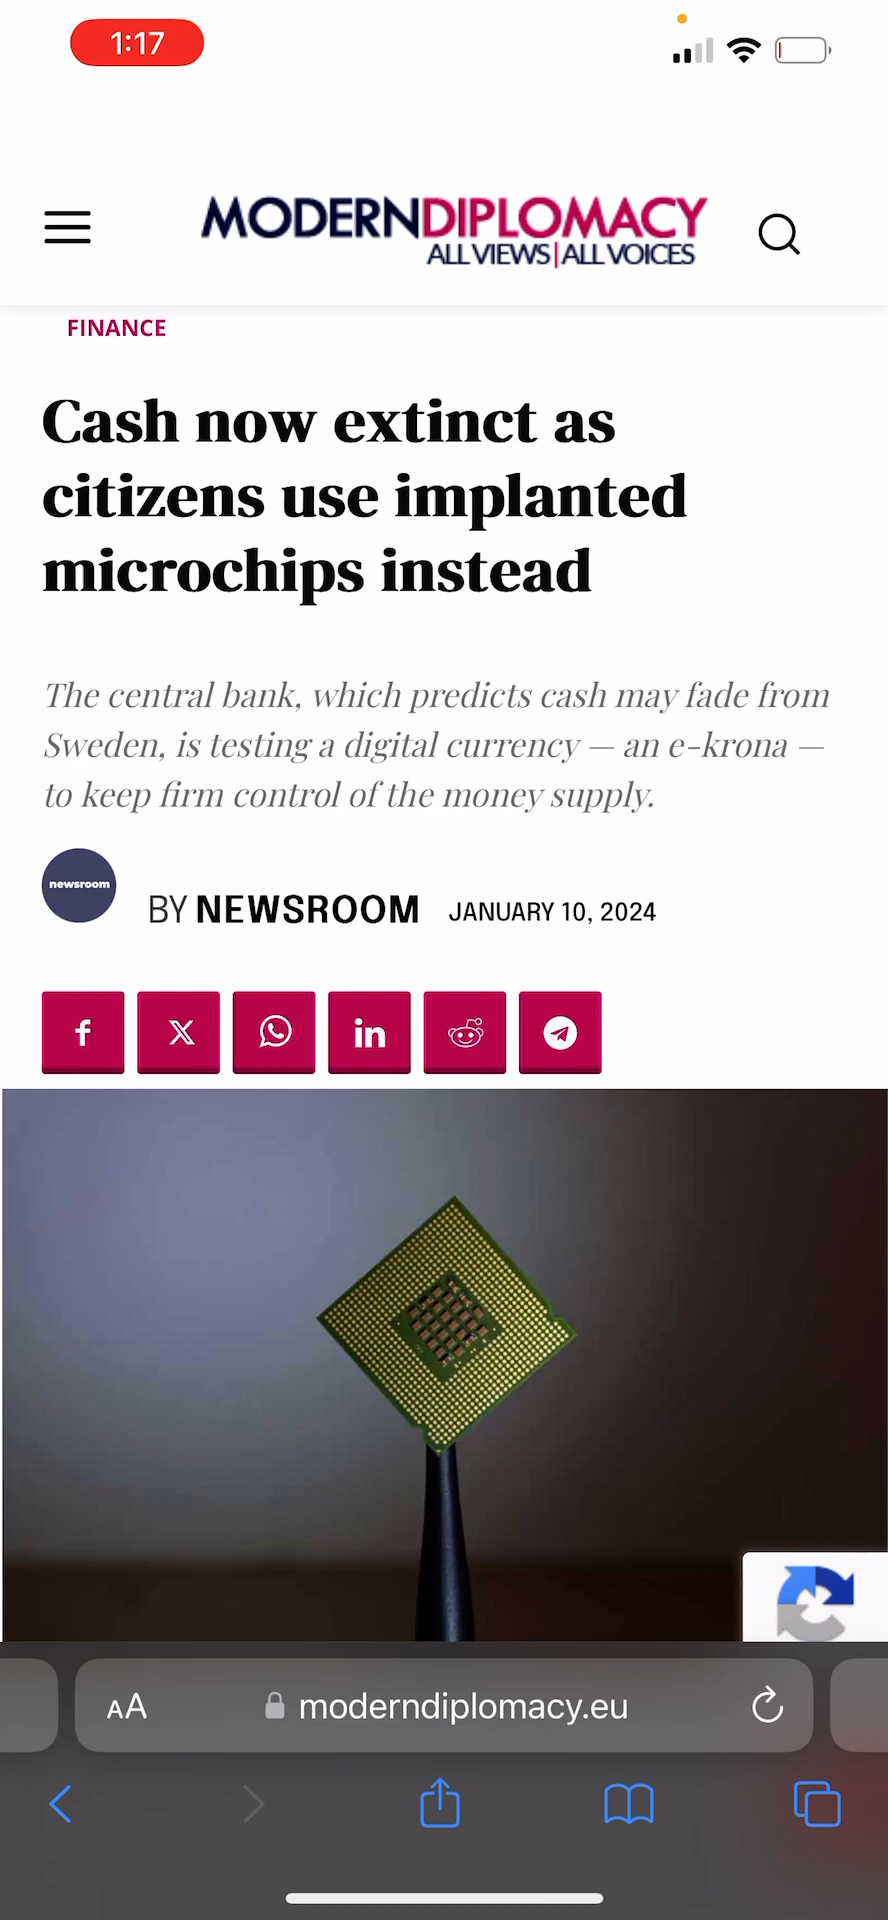 1:17
MODERNDIPLOMACY
ALL VIEWS|ALL VOICES
FINANCE
Cash now extinct as
citizens use implanted
microchips instead
The central bank, which predicts cash may fade from
Sweden, is testing a digital currency — an e-krona —
to keep firm control of the money supply.
newsroom
BY NEWSROOM JANUARY 10, 2024
f X in
AA moderndiplomacy.eu